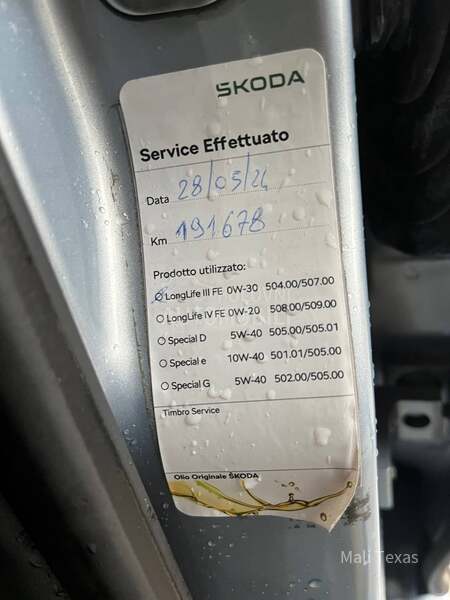 ŠKODA
Service Effettuato
Data 28/05/24
Km 191678
Prodotto utilizzato:
LongLife III FE 0W-30 504.00/507.00
LongLife IV FE 0W-20 508.00/509.00
Special D 5W-40 505.00/505.01
Special e 10W-40 501.01/505.00
Special G 5W-40 502.00/505.00
Timbro Service
Olio Originale ŠKODA
Mali Texas